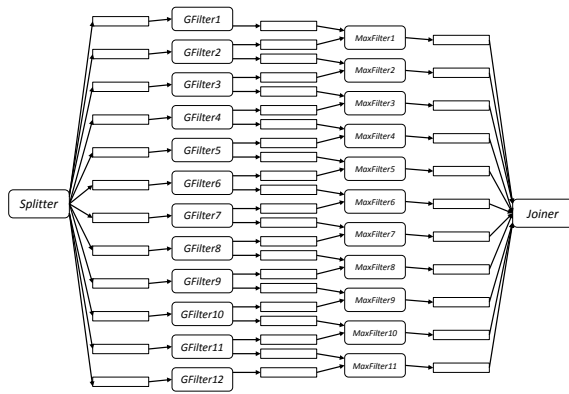 Splitter
GFilter1
GFilter2
GFilter3
GFilter4
GFilter5
GFilter6
GFilter7
GFilter8
GFilter9
GFilter10
GFilter11
GFilter12
MaxFilter1
MaxFilter2
MaxFilter3
MaxFilter4
MaxFilter5
MaxFilter6
MaxFilter7
MaxFilter8
MaxFilter9
MaxFilter10
MaxFilter11
Joiner